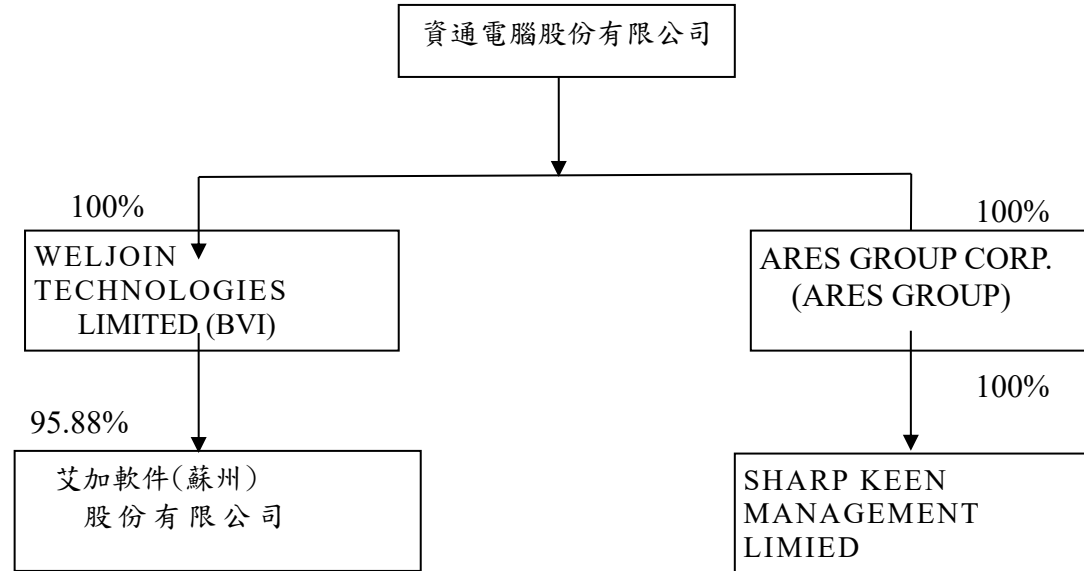 資通電腦股份有限公司
100%
100%
WELJOIN
TECHNOLOGIES
LIMITED (BVI)
ARES GROUP CORP.
(ARES GROUP)
95.88%
100%
艾加軟件(蘇州)
股份有限公司
SHARP KEEN
MANAGEMENT
LIMIED